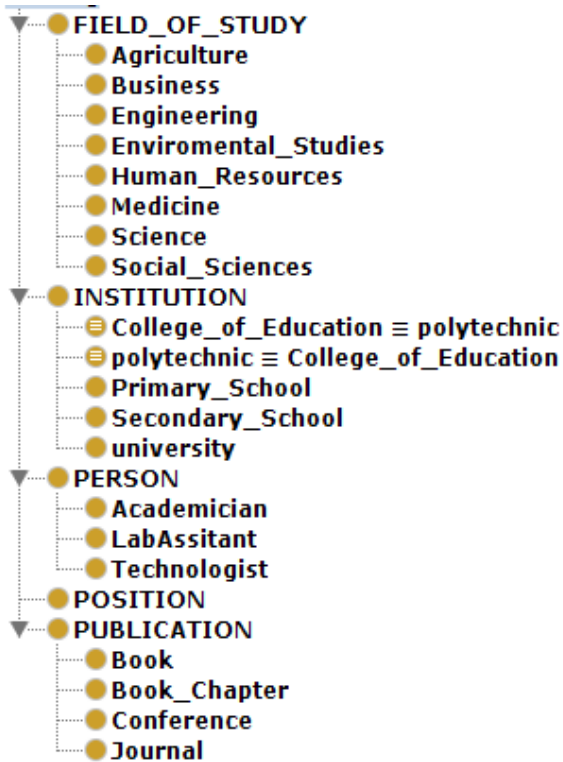 FIELD_OF_STUDY
Agriculture
Business
Engineering
Enviromental_Studies
Human_Resources
Medicine
Science
Social_Sciences
INSTITUTION
College_of_Education ≡ polytechnic
polytechnic ≡ College_of_Education
Primary_School
Secondary_School
university
PERSON
Academician
LabAssitant
Technologist
POSITION
PUBLICATION
Book
Book_Chapter
Conference
Journal